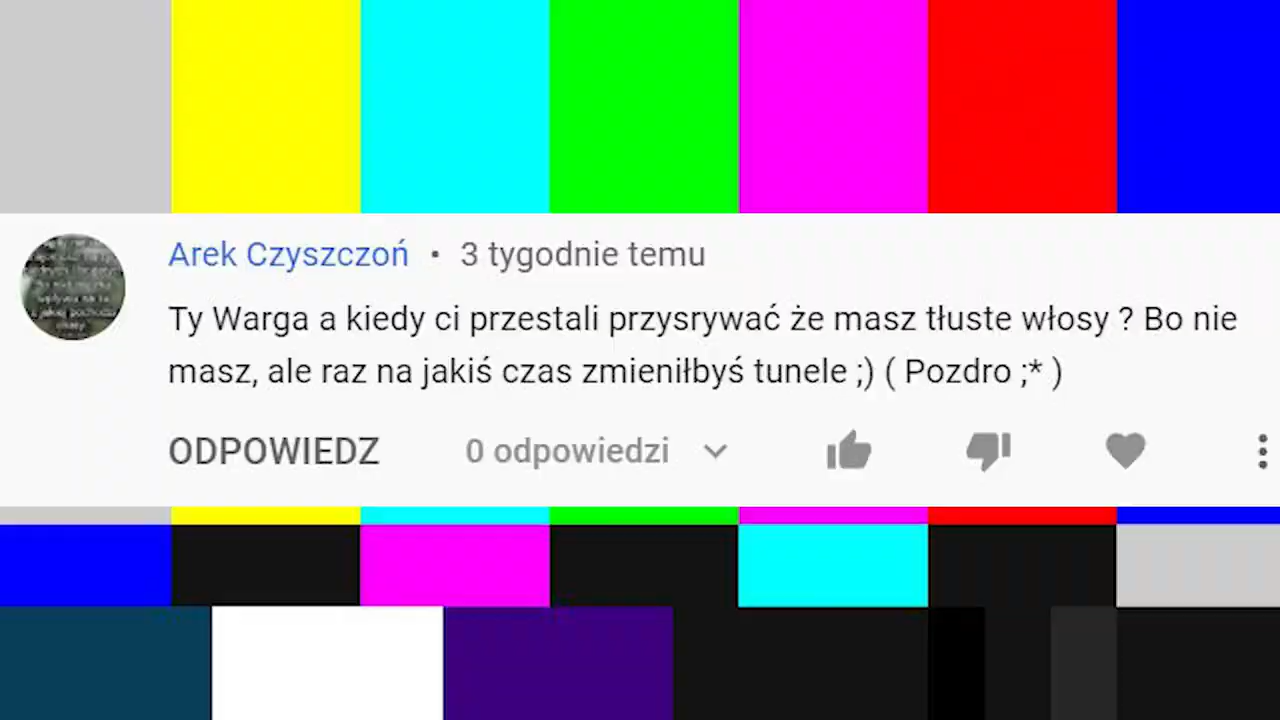 Arek Czyszczoń • 3 tygodnie temu
Ty Warga a kiedy ci przestali przysrywać że masz tłuste włosy ? Bo nie
masz, ale raz na jakiś czas zmieniłbyś tunele ;) ( Pozdro ;* )
ODPOWIEDZ 0 odpowiedzi